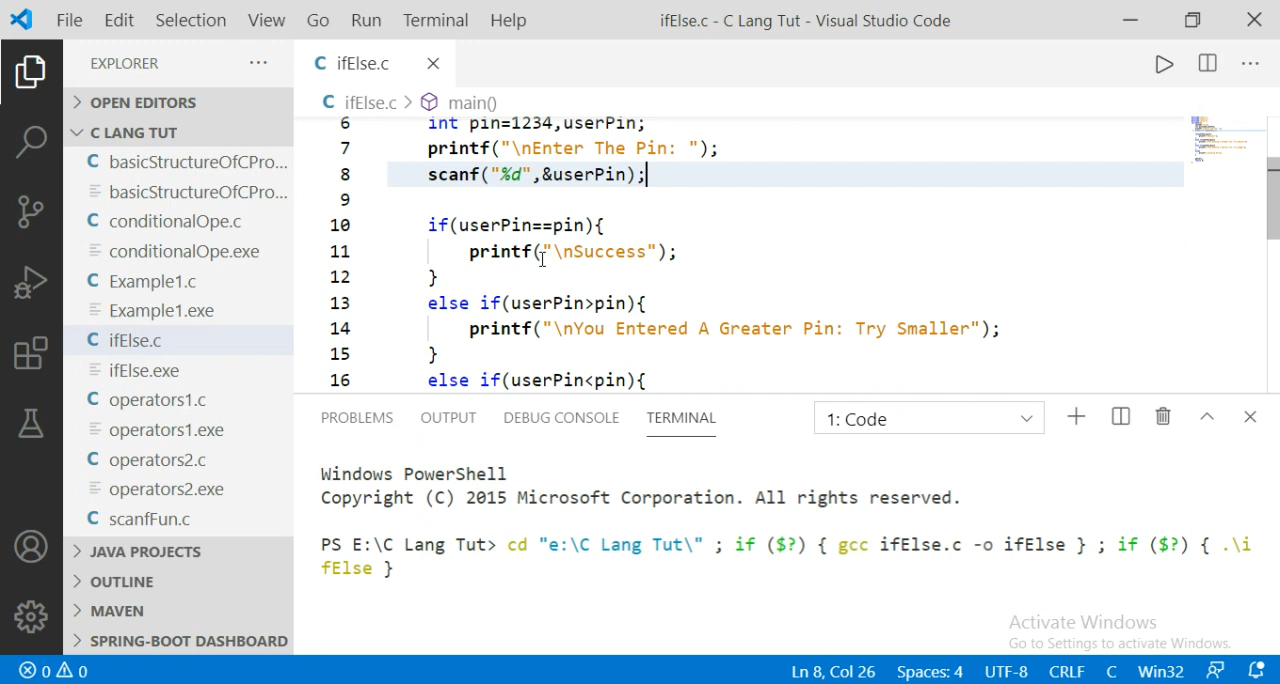 File Edit Selection View Go Run Terminal Help ifElse.c - C Lang Tut - Visual Studio Code
EXPLORER
OPEN EDITORS
C LANG TUT
C basicStructureOfCPro...
basicStructureOfCPro...
C conditionalOpe.c
conditionalOpe.exe
C Example1.c
Example1.exe
C ifElse.c
ifElse.exe
C operators1.c
operators1.exe
C operators2.c
operators2.exe
C scanfFun.c
JAVA PROJECTS
OUTLINE
MAVEN
SPRING-BOOT DASHBOARD
C ifElse.c
C ifElse.c > main()
6 int pin=1234,userPin;
7 printf("\nEnter The Pin: ");
8 scanf("%d",&userPin);
9
10 if(userPin==pin){
11 printf("\nSuccess");
12 }
13 else if(userPin>pin){
14 printf("\nYou Entered A Greater Pin: Try Smaller");
15 }
16 else if(userPin<pin){
PROBLEMS OUTPUT DEBUG CONSOLE TERMINAL 1: Code
Windows PowerShell
Copyright (C) 2015 Microsoft Corporation. All rights reserved.
PS E:\C Lang Tut> cd "e:\C Lang Tut\" ; if ($?) { gcc ifElse.c -o ifElse } ; if ($?) { .\i
fElse }
Activate Windows
Go to Settings to activate Windows.
0 0 Ln 8, Col 26 Spaces: 4 UTF-8 CRLF C Win32